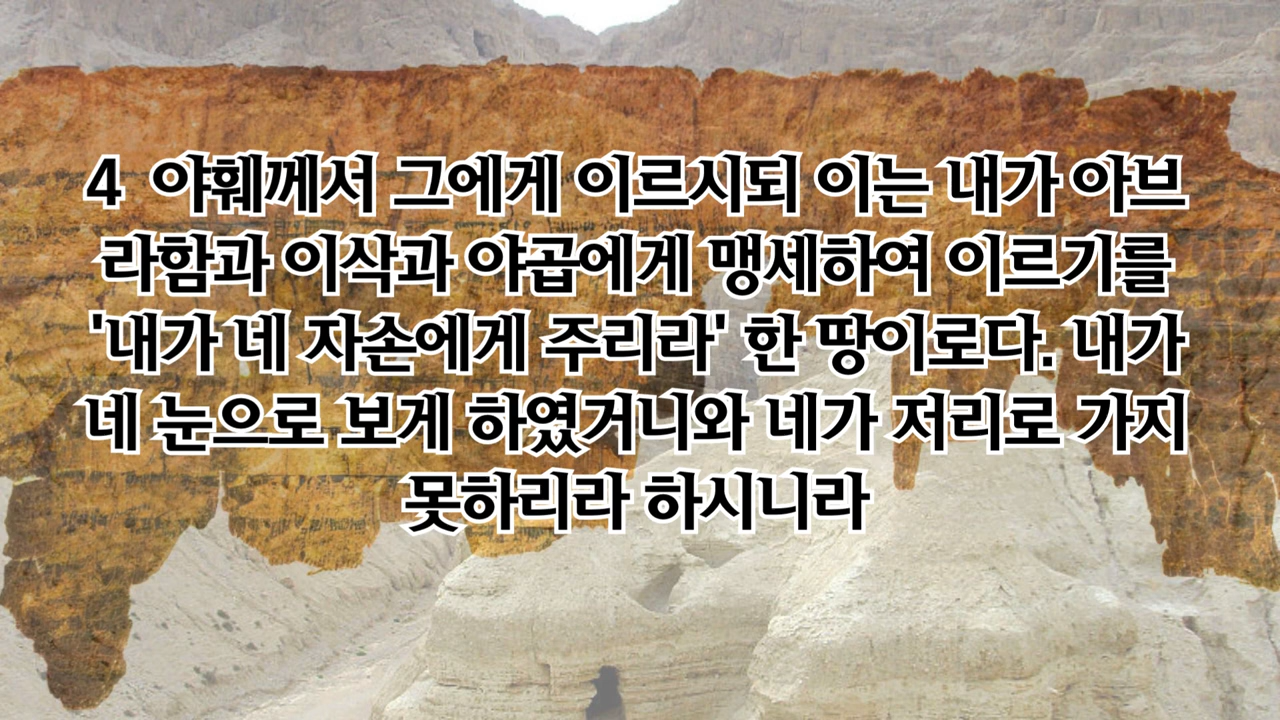 4 야훼께서 그에게 이르시되 이는 내가 아브
라함과 이삭과 야곱에게 맹세하여 이르기를
'내가 네 자손에게 주리라' 한 땅이로다. 내가
네 눈으로 보게 하였거니와 네가 저리로 가지
못하리라 하시니라